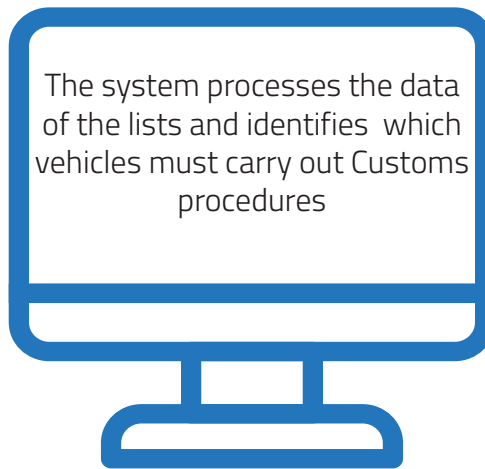 The system processes the data
of the lists and identifies  which
vehicles must carry out Customs
procedures